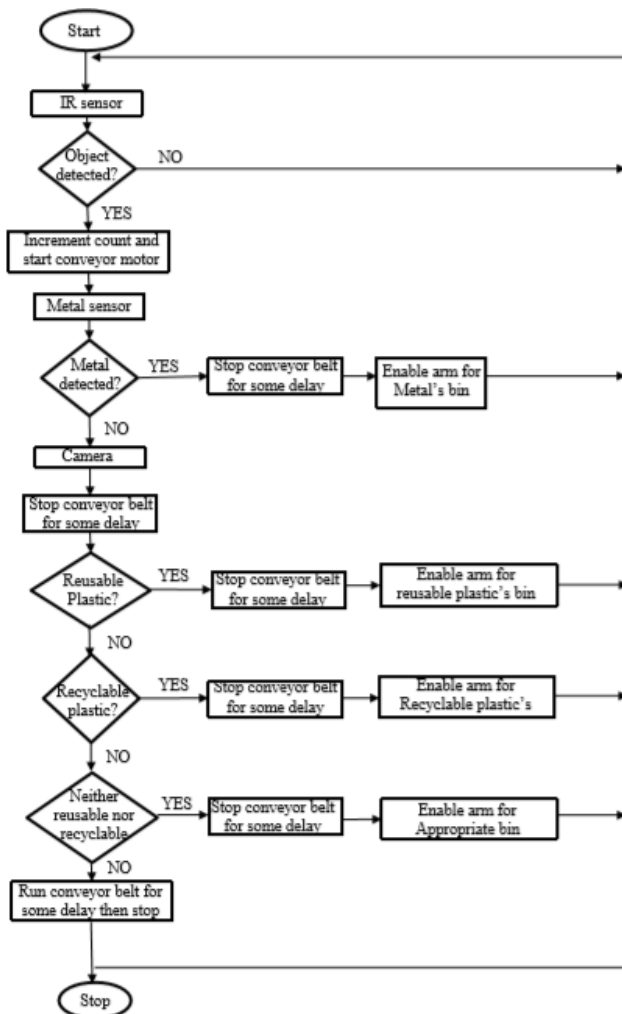 Start
IR sensor
Object
detected?
NO
YES
Increment count and
start conveyor motor
Metal sensor
Metal
detected?
YES
Stop conveyor belt
for some delay
Enable arm for
Metal's bin
NO
Camera
Stop conveyor belt
for some delay
Reusable
Plastic?
YES
Stop conveyor belt
for some delay
Enable arm for
reusable plastic's bin
NO
Recyclable
plastic?
YES
Stop conveyor belt
for some delay
Enable arm for
Recyclable plastic's
NO
Neither
reusable nor
recyclable
YES
Stop conveyor belt
for some delay
Enable arm for
Appropriate bin
NO
Run conveyor belt for
some delay then stop
Stop